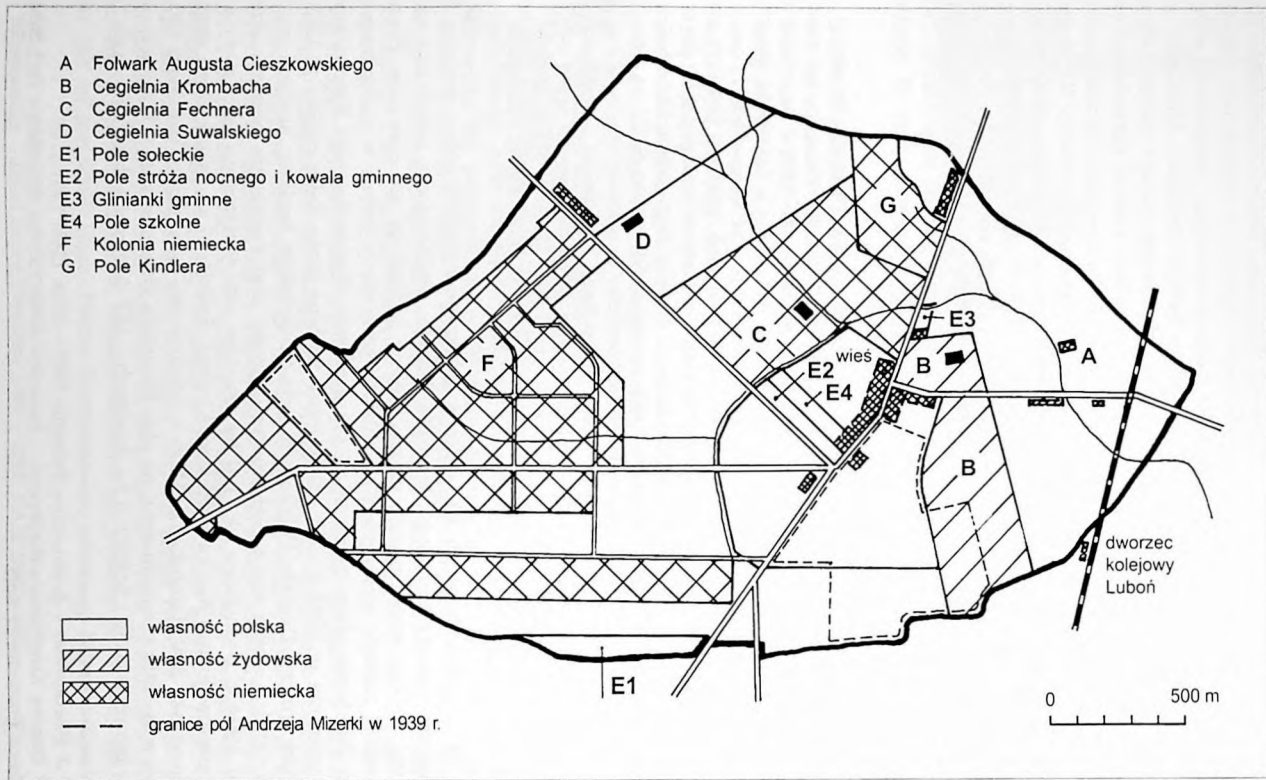 A Folwark Augusta Cieszkowskiego
B Cegielnia Krombacha
C Cegielnia Fechnera
D Cegielnia Suwalskiego
E1 Pole sołeckie
E2 Pole stróża nocnego i kowala gminnego
E3 Glinianki gminne
E4 Pole szkolne
F Kolonia niemiecka
G Pole Kindlera
G
D
E3
C
A
wieś
E2
B
F
E4
B
dworzec
kolejowy
Luboń
własność polska
własność żydowska
własność niemiecka
granice pól Andrzeja Mizerki w 1939 r.
E1
0 500 m